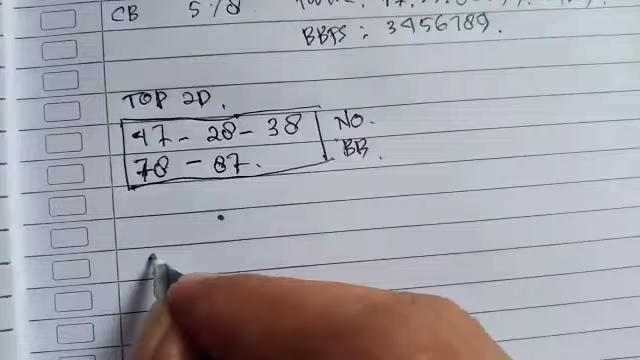 CB 5/8
BBFS : 3456789.
TOP 2D.
47 - 28 - 38 NO.
78 - 87. BB.